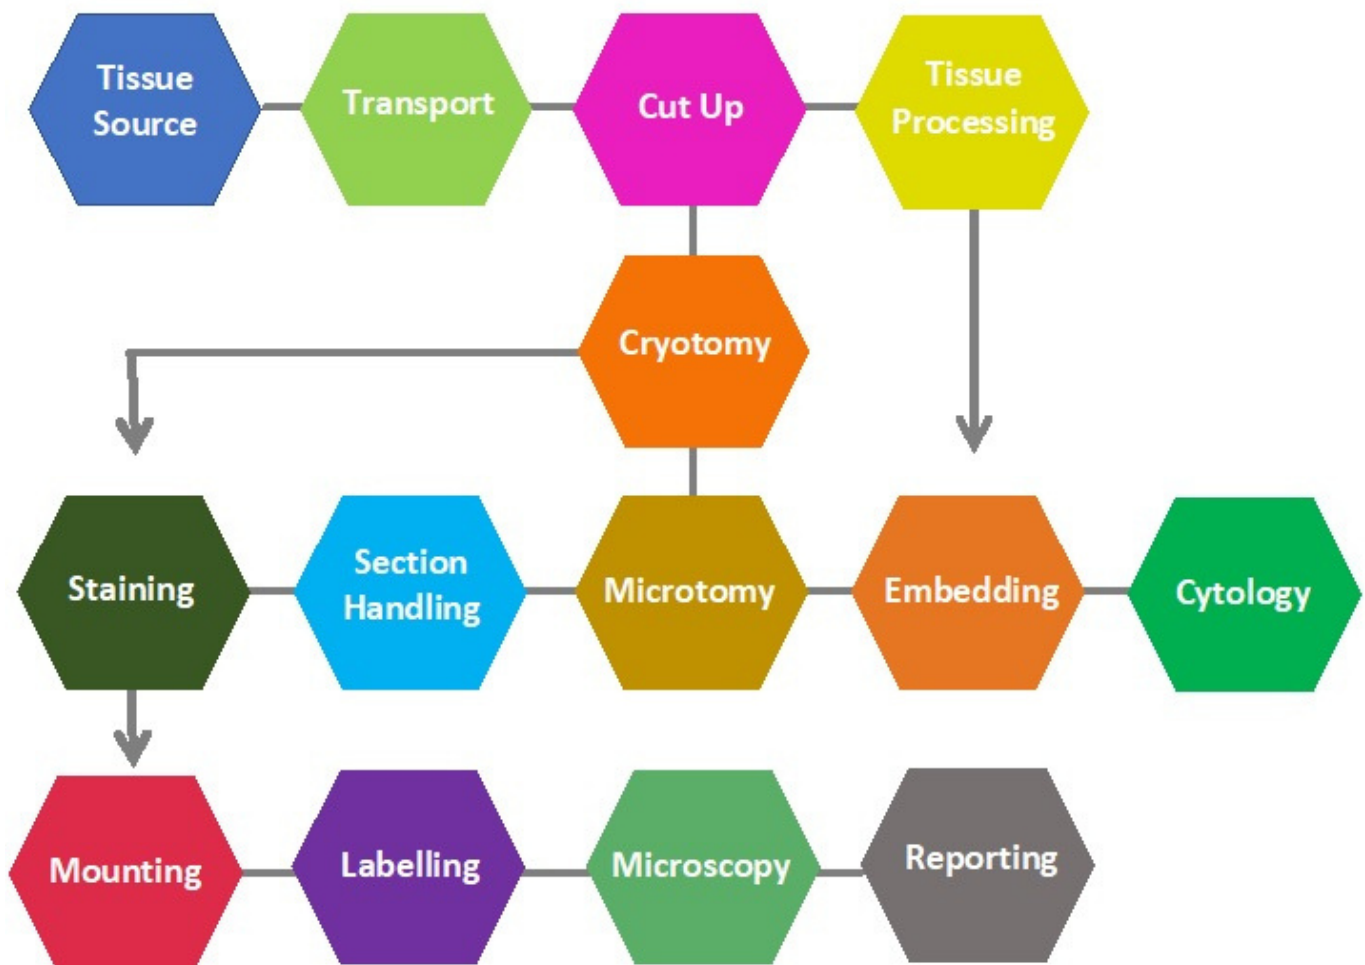 Tissue
Source
Transport
Cut Up
Tissue
Processing
Cryotomy
Staining
Section
Handling
Microtomy
Embedding
Cytology
Mounting
Labelling
Microscopy
Reporting